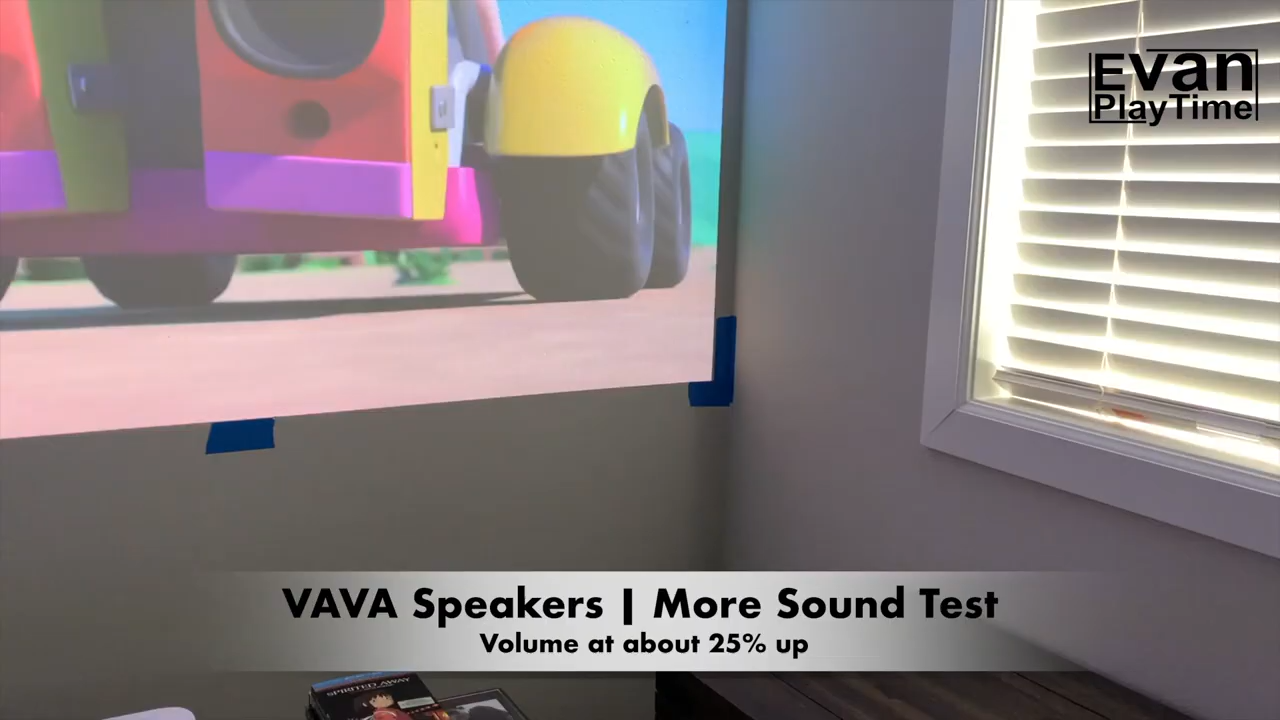 Evan
PlayTime
VAVA Speakers | More Sound Test
Volume at about 25% up
SPIRITED AWAY